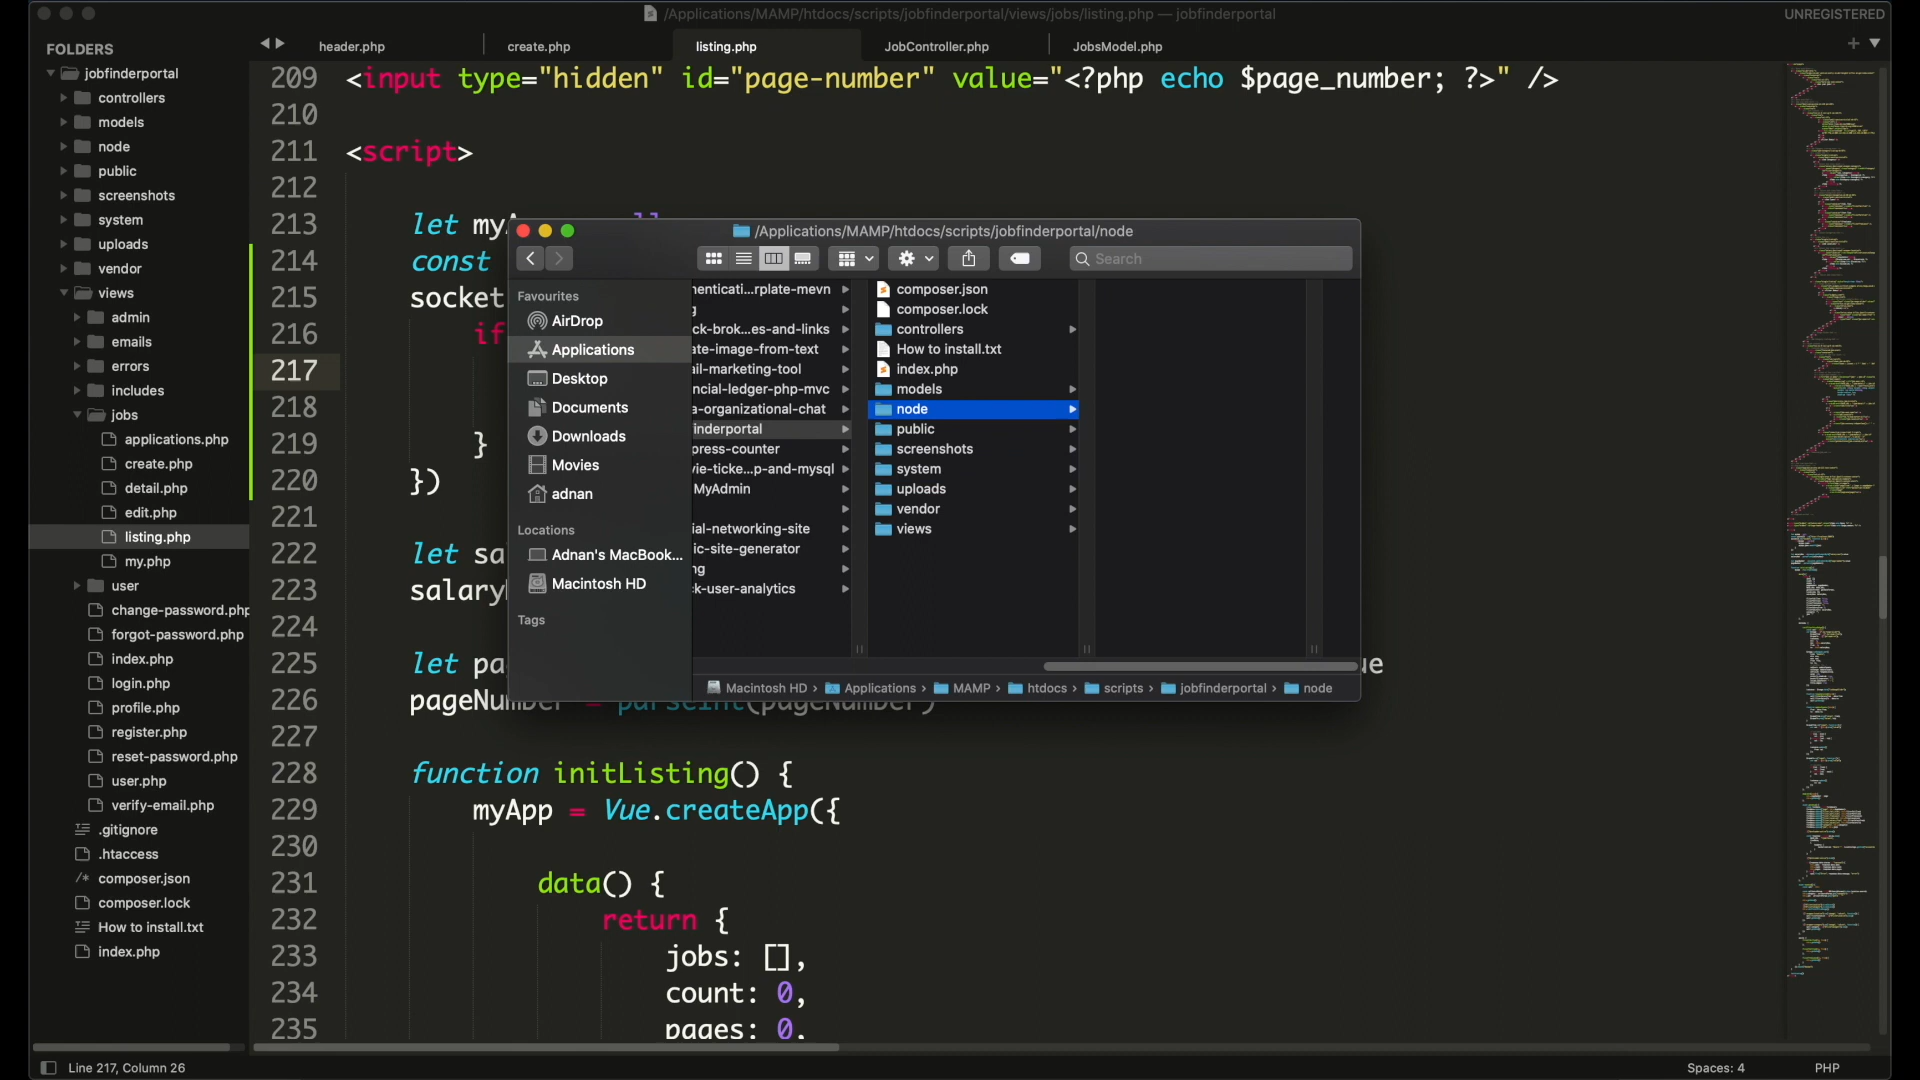 /Applications/MAMP/htdocs/scripts/jobfinderportal/views/jobs/listing.php — jobfinderportal
UNREGISTERED
FOLDERS
header.php
create.php
listing.php
JobController.php
JobsModel.php
jobfinderportal
controllers
models
node
public
screenshots
system
uploads
vendor
views
admin
emails
errors
includes
jobs
applications.php
create.php
detail.php
edit.php
listing.php
my.php
user
change-password.php
forgot-password.php
index.php
login.php
profile.php
register.php
reset-password.php
user.php
verify-email.php
.gitignore
.htaccess
/* composer.json
composer.lock
How to install.txt
index.php
209 <input type="hidden" id="page-number" value="<?php echo $page_number; ?>" />
210
211 <script>
212
213 let
214 const
215 socket
216 if
217
218
219 }
220 })
221
222 let
223
224
225 let
226 pageNumber = parseInt(pageNumber)
227
228 function initListing() {
229 myApp = Vue.createApp({
230
231 data() {
232 return {
233 jobs: [],
234 count: 0,
235 pages: 0,
/Applications/MAMP/htdocs/scripts/jobfinderportal/node
Search
Favourites
AirDrop
Applications
Desktop
Documents
Downloads
Movies
adnan
Locations
Adnan's MacBook...
Macintosh HD
Tags
nenticati...rplate-mevn
g
ck-brok...es-and-links
ate-image-from-text
ail-marketing-tool
ncial-ledger-php-mvc
a-organizational-chat
inderportal
press-counter
vie-ticke...p-and-mysql
MyAdmin
ial-networking-site
ic-site-generator
ng
k-user-analytics
composer.json
composer.lock
controllers
How to install.txt
index.php
models
node
public
screenshots
system
uploads
vendor
views
Macintosh HD › Applications › MAMP › htdocs › scripts › jobfinderportal › node
Line 217, Column 26
Spaces: 4
PHP